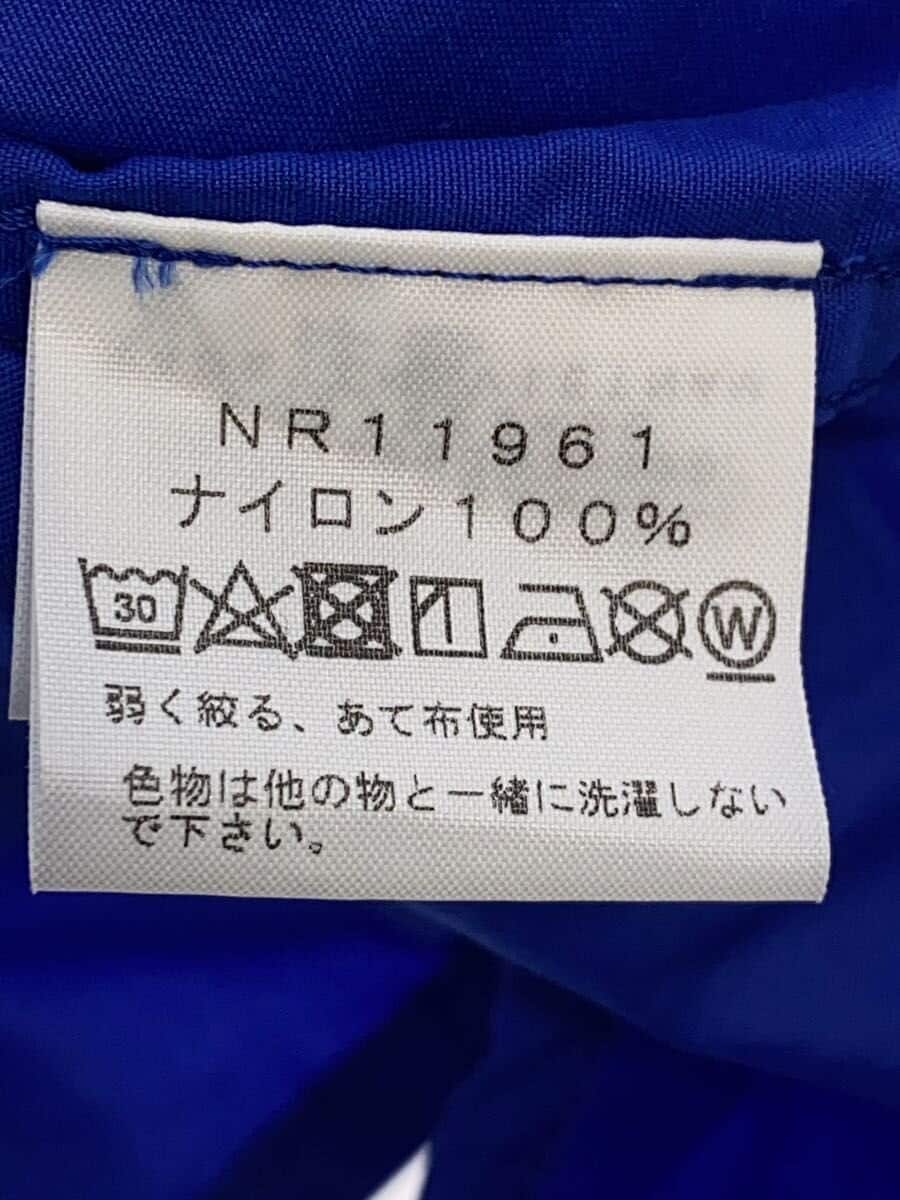 NR11961
ナイロン100%
30 W
弱く絞る、あて布使用
色物は他の物と一緒に洗濯しない
で下さい。